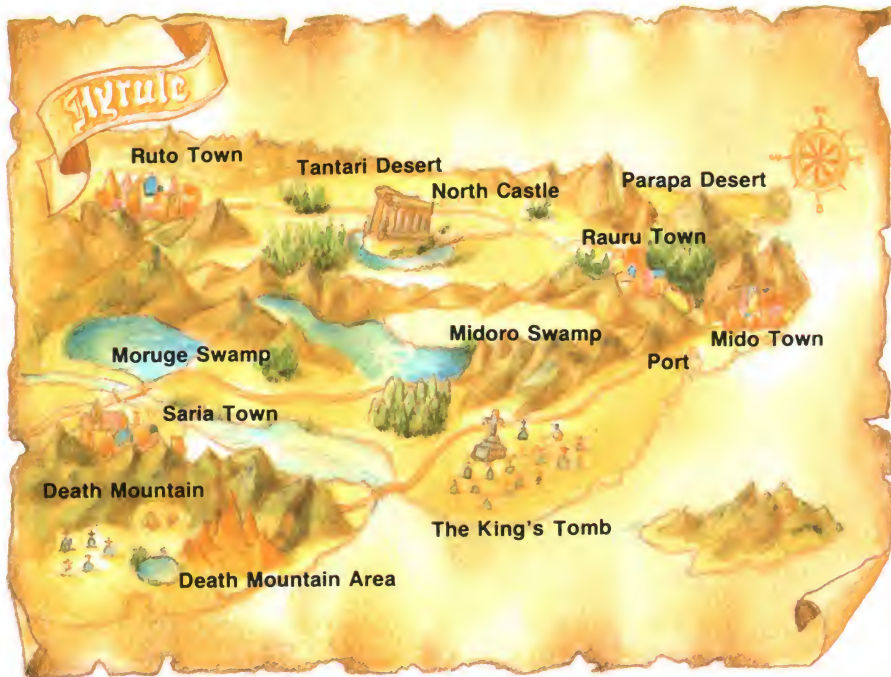 Hyrule
Ruto Town
Tantari Desert
North Castle
Parapa Desert
Rauru Town
Moruge Swamp
Midoro Swamp
Mido Town
Port
Saria Town
Death Mountain
The King's Tomb
Death Mountain Area
S